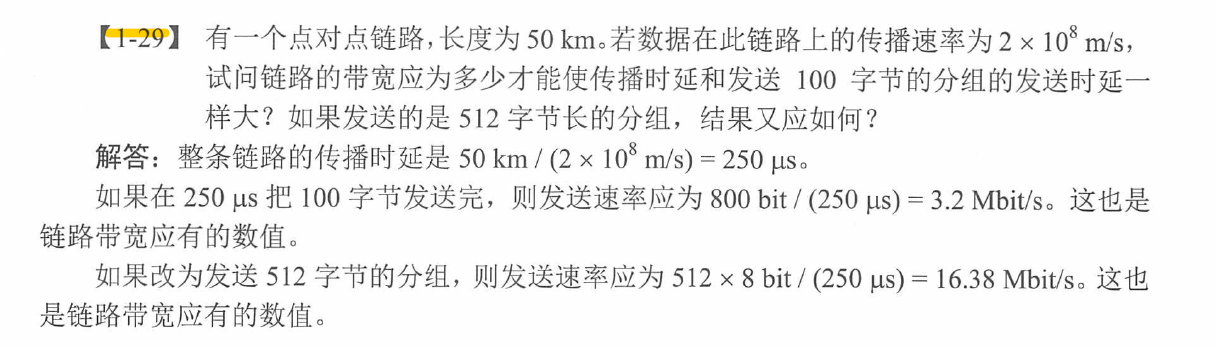 【1-29】 有一个点对点链路，长度为 50 km。若数据在此链路上的传播速率为 2 × 10⁸ m/s，
试问链路的带宽应为多少才能使传播时延和发送 100 字节的分组的发送时延一
样大？如果发送的是 512 字节长的分组，结果又应如何？
解答：整条链路的传播时延是 50 km / (2 × 10⁸ m/s) = 250 μs。
如果在 250 μs 把 100 字节发送完，则发送速率应为 800 bit / (250 μs) = 3.2 Mbit/s。这也是
链路带宽应有的数值。
如果改为发送 512 字节的分组，则发送速率应为 512 × 8 bit / (250 μs) = 16.38 Mbit/s。这也
是链路带宽应有的数值。